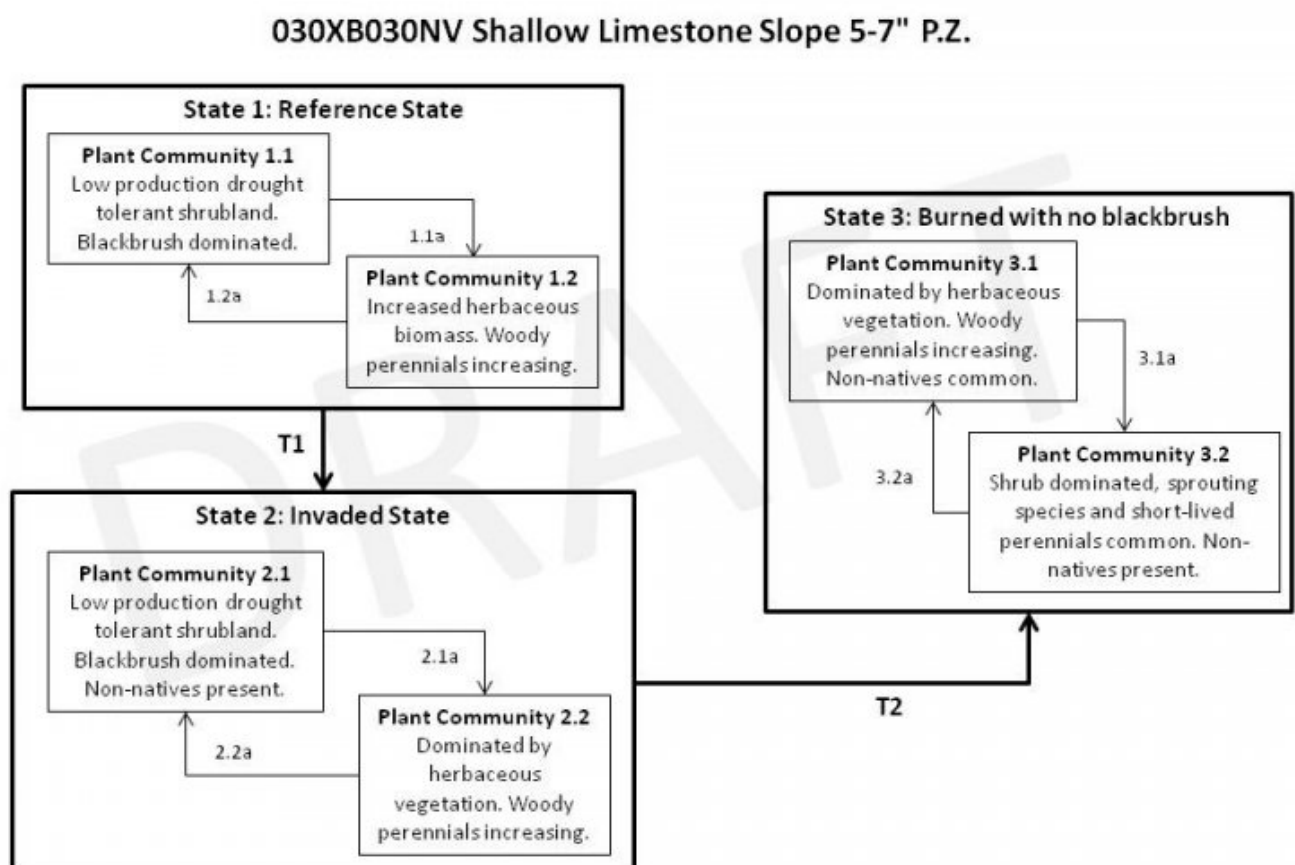 030XB030NV Shallow Limestone Slope 5-7" P.Z.
State 1: Reference State
Plant Community 1.1
Low production drought
tolerant shrubland.
Blackbrush dominated.
1.1a
1.2a
Plant Community 1.2
Increased herbaceous
biomass. Woody
perennials increasing.
T1
State 2: Invaded State
Plant Community 2.1
Low production drought
tolerant shrubland.
Blackbrush dominated.
Non-natives present.
2.1a
2.2a
Plant Community 2.2
Dominated by
herbaceous
vegetation. Woody
perennials increasing.
T2
State 3: Burned with no blackbrush
Plant Community 3.1
Dominated by herbaceous
vegetation. Woody
perennials increasing.
Non-natives common.
3.1a
3.2a
Plant Community 3.2
Shrub dominated, sprouting
species and short-lived
perennials common. Non-
natives present.
DRAFT